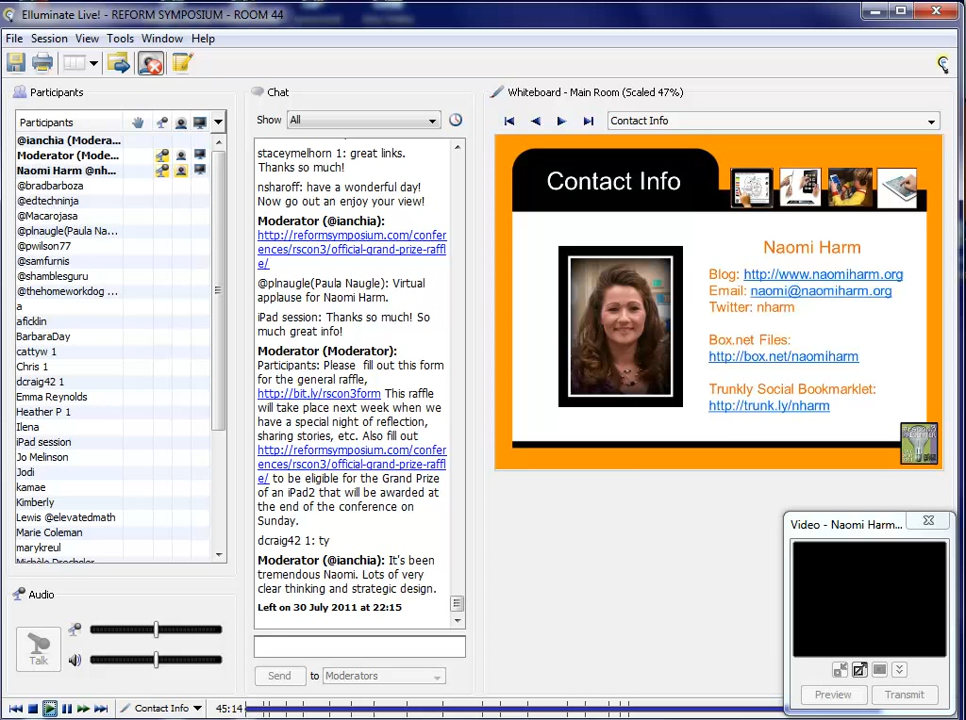 Elluminate Live! - REFORM SYMPOSIUM - ROOM 44
File Session View Tools Window Help
Participants
Participants
@ianchia (Modera...
Moderator (Mode...
Naomi Harm @nh...
@bradbarboza
@edtechninja
@Macarojasa
@plnaugle(Paula Na...
@pwilson77
@samfurnis
@shamblesguru
@thehomeworkdog ...
a
aficklin
BarbaraDay
cattyw 1
Chris 1
dcraig42 1
Emma Reynolds
Heather P 1
Ilena
iPad session
Jo Melinson
Jodi
kamae
Kimberly
Lewis @elevatedmath
Marie Coleman
marykreul
Audio
Talk
Chat
Show All
staceymelhorn 1: great links.
Thanks so much!
nsharoff: have a wonderful day!
Now go out an enjoy your view!
Moderator (@ianchia):
http://reformsymposium.com/confer
ences/rscon3/official-grand-prize-raffl
e/
@plnaugle(Paula Naugle): Virtual
applause for Naomi Harm.
iPad session: Thanks so much! So
much great info!
Moderator (Moderator):
Participants: Please fill out this form
for the general raffle,
http://bit.ly/rscon3form This raffle
will take place next week when we
have a special night of reflection,
sharing stories, etc. Also fill out
http://reformsymposium.com/confer
ences/rscon3/official-grand-prize-raffl
e/ to be eligible for the Grand Prize
of an iPad2 that will be awarded at
the end of the conference on
Sunday.
dcraig42 1: ty
Moderator (@ianchia): It's been
tremendous Naomi. Lots of very
clear thinking and strategic design.
Left on 30 July 2011 at 22:15
Send to Moderators
Whiteboard - Main Room (Scaled 47%)
Contact Info
Contact Info
Naomi Harm
Blog: http://www.naomiharm.org
Email: naomi@naomiharm.org
Twitter: nharm
Box.net Files:
http://box.net/naomiharm
Trunkly Social Bookmarklet:
http://trunk.ly/nharm
Video - Naomi Harm...
Preview Transmit
Contact Info 45:14